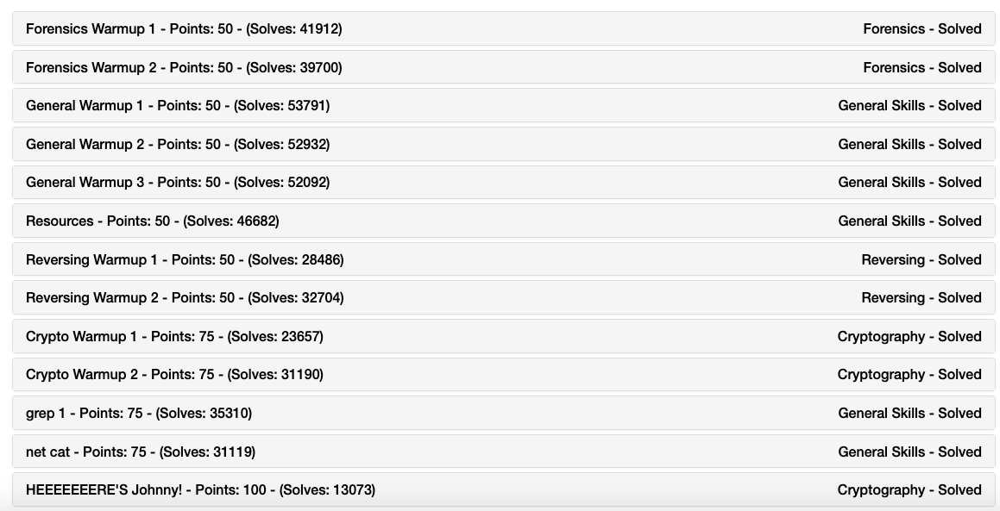 Forensics Warmup 1 - Points: 50 - (Solves: 41912) Forensics - Solved
Forensics Warmup 2 - Points: 50 - (Solves: 39700) Forensics - Solved
General Warmup 1 - Points: 50 - (Solves: 53791) General Skills - Solved
General Warmup 2 - Points: 50 - (Solves: 52932) General Skills - Solved
General Warmup 3 - Points: 50 - (Solves: 52092) General Skills - Solved
Resources - Points: 50 - (Solves: 46682) General Skills - Solved
Reversing Warmup 1 - Points: 50 - (Solves: 28486) Reversing - Solved
Reversing Warmup 2 - Points: 50 - (Solves: 32704) Reversing - Solved
Crypto Warmup 1 - Points: 75 - (Solves: 23657) Cryptography - Solved
Crypto Warmup 2 - Points: 75 - (Solves: 31190) Cryptography - Solved
grep 1 - Points: 75 - (Solves: 35310) General Skills - Solved
net cat - Points: 75 - (Solves: 31119) General Skills - Solved
HEEEEEEERE'S Johnny! - Points: 100 - (Solves: 13073) Cryptography - Solved